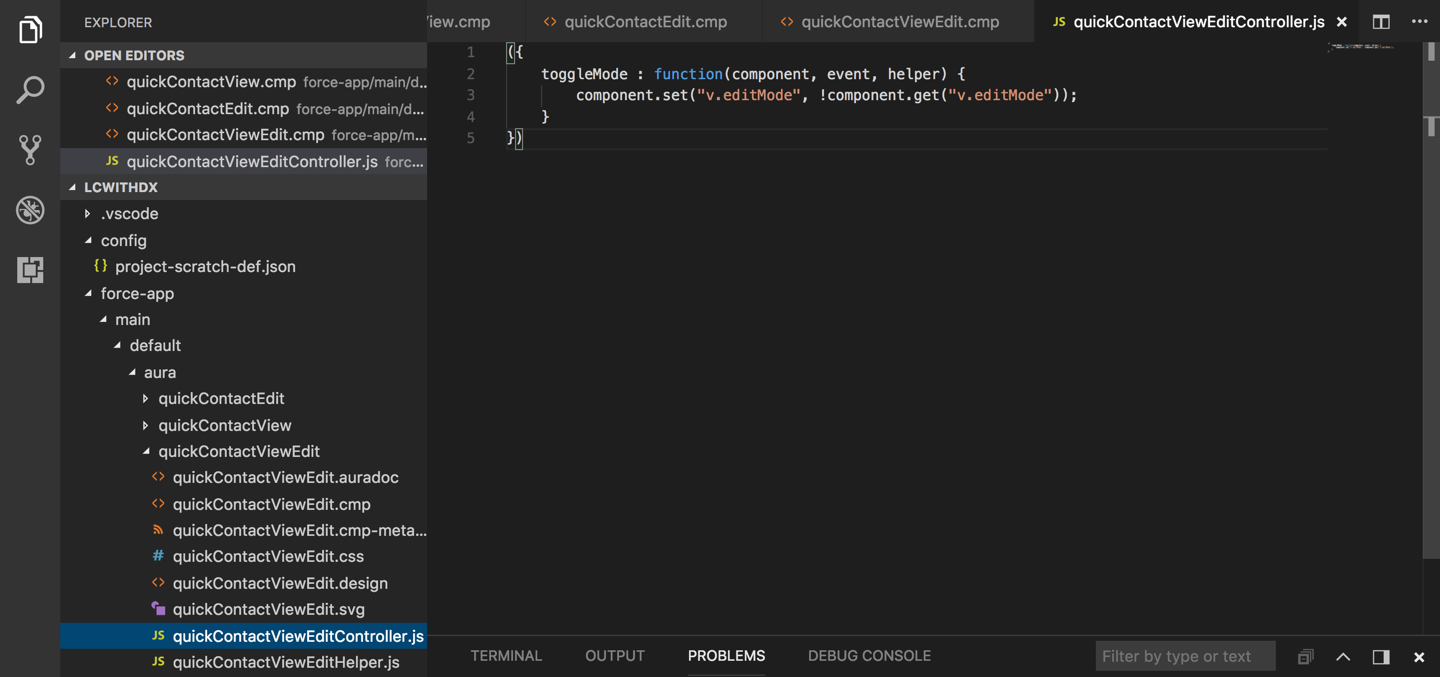 EXPLORER
OPEN EDITORS
quickContactView.cmp force-app/main/d...
quickContactEdit.cmp force-app/main/d...
quickContactViewEdit.cmp force-app/m...
JS quickContactViewEditController.js forc...
LCWITHDX
.vscode
config
{} project-scratch-def.json
force-app
main
default
aura
quickContactEdit
quickContactView
quickContactViewEdit
<> quickContactViewEdit.auradoc
<> quickContactViewEdit.cmp
quickContactViewEdit.cmp-meta...
# quickContactViewEdit.css
<> quickContactViewEdit.design
quickContactViewEdit.svg
JS quickContactViewEditController.js
JS quickContactViewEditHelper.js
iew.cmp <> quickContactEdit.cmp <> quickContactViewEdit.cmp JS quickContactViewEditController.js
1 ({
2 toggleMode : function(component, event, helper) {
3 component.set("v.editMode", !component.get("v.editMode"));
4 }
5 })
TERMINAL OUTPUT PROBLEMS DEBUG CONSOLE Filter by type or text